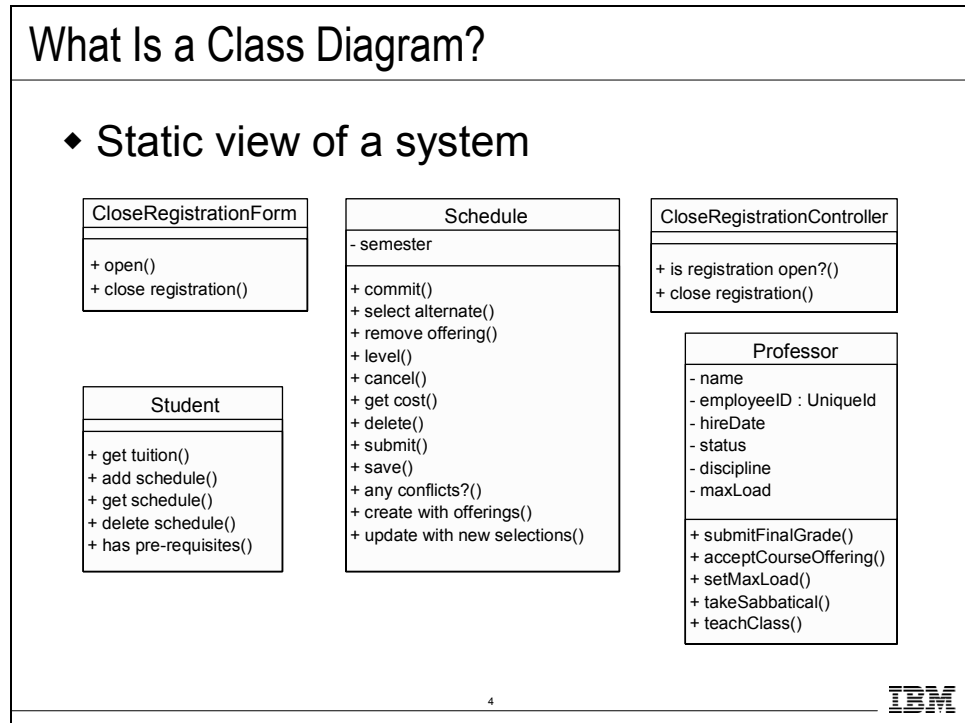 What Is a Class Diagram?
◆ Static view of a system
CloseRegistrationForm
+ open()
+ close registration()
Student
+ get tuition()
+ add schedule()
+ get schedule()
+ delete schedule()
+ has pre-requisites()
Schedule
- semester
+ commit()
+ select alternate()
+ remove offering()
+ level()
+ cancel()
+ get cost()
+ delete()
+ submit()
+ save()
+ any conflicts?()
+ create with offerings()
+ update with new selections()
CloseRegistrationController
+ is registration open?()
+ close registration()
Professor
- name
- employeeID : UniqueId
- hireDate
- status
- discipline
- maxLoad
+ submitFinalGrade()
+ acceptCourseOffering()
+ setMaxLoad()
+ takeSabbatical()
+ teachClass()
4
IBM